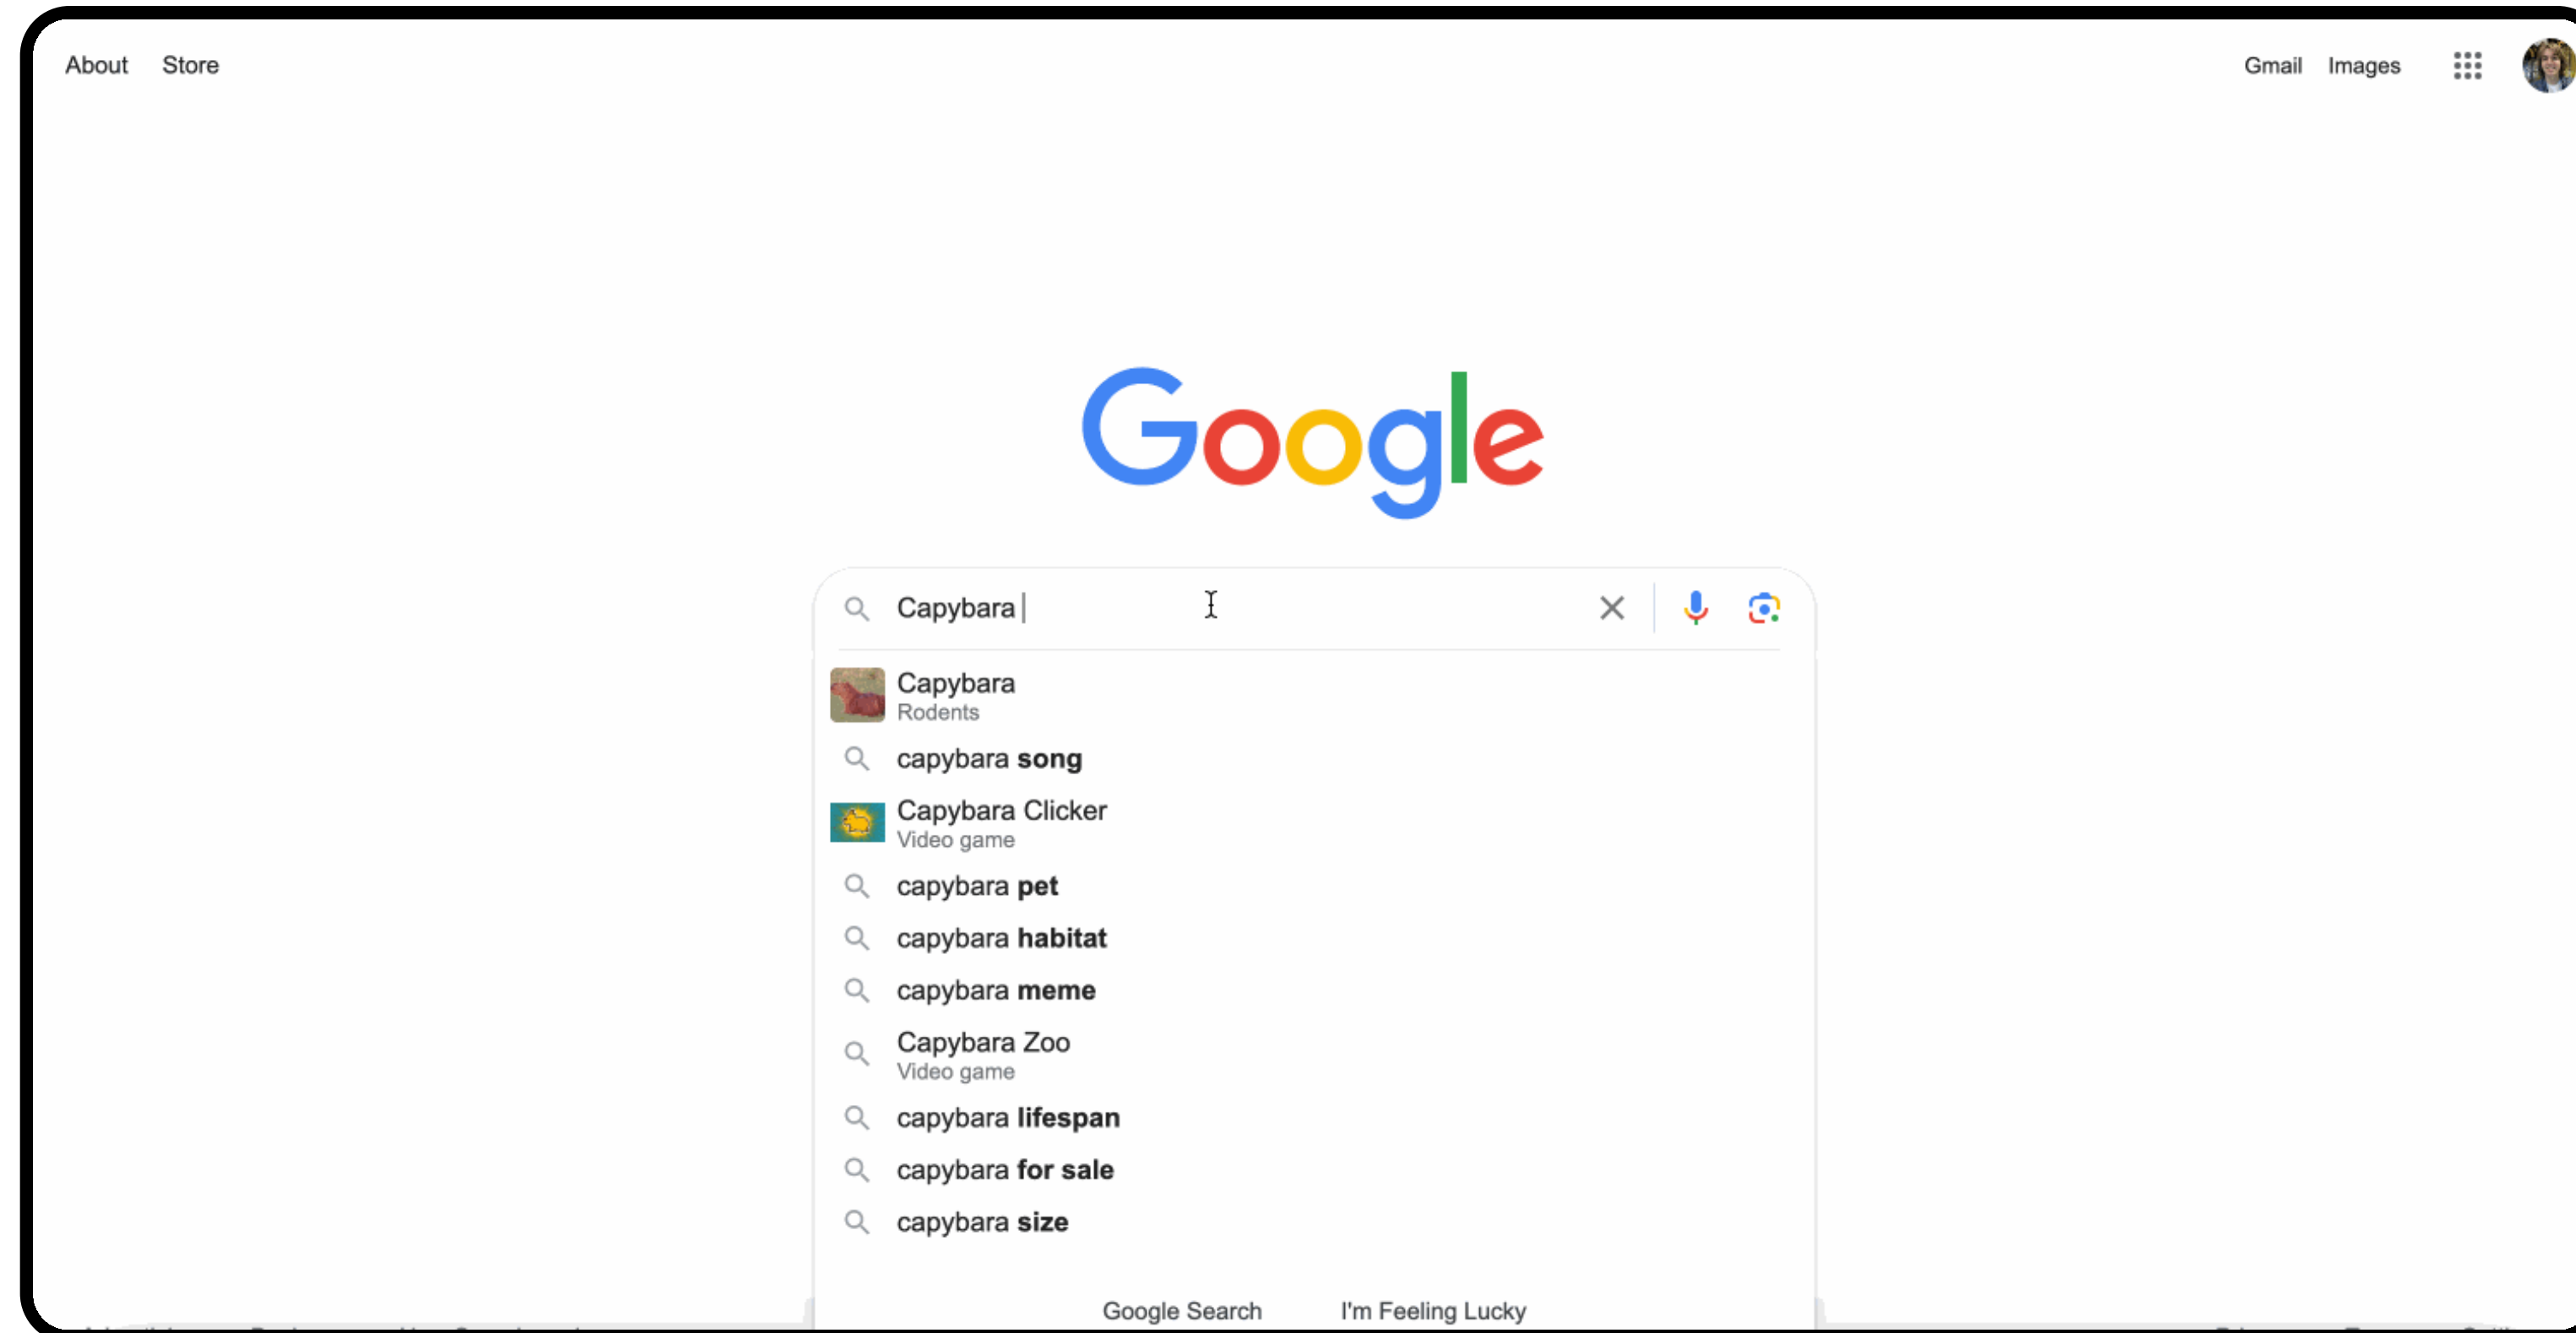 About Store
Gmail Images
Google
Capybara
Capybara
Rodents
capybara song
Capybara Clicker
Video game
capybara pet
capybara habitat
capybara meme
Capybara Zoo
Video game
capybara lifespan
capybara for sale
capybara size
Google Search I'm Feeling Lucky